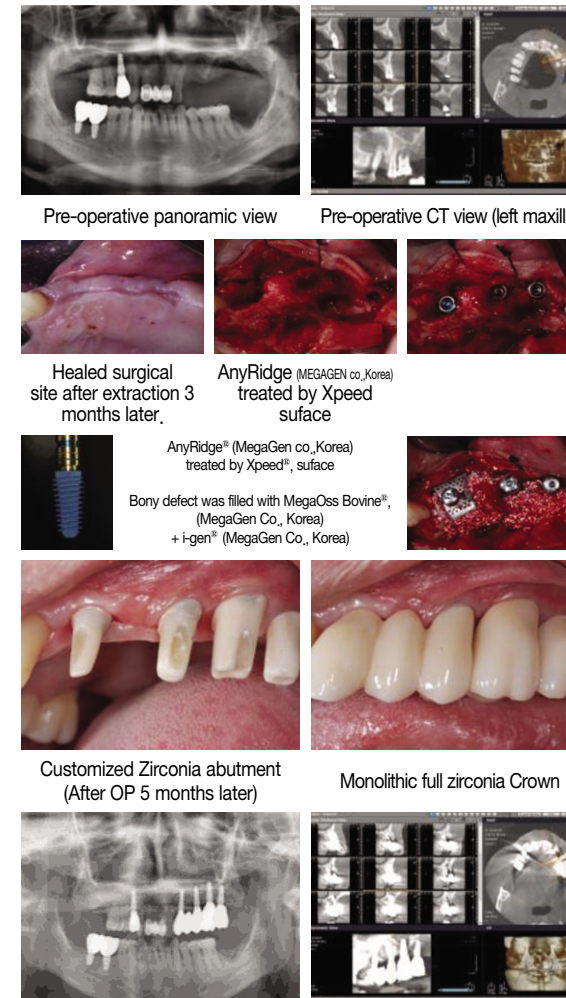 Pre-operative panoramic view
Pre-operative CT view (left maxill
Healed surgical
site after extraction 3
months later.
AnyRidge (MEGAGEN co.,Korea)
treated by Xpeed
suface
AnyRidge® (MegaGen co.,Korea)
treated by Xpeed®, suface
Bony defect was filled with MegaOss Bovine®,
(MegaGen Co., Korea)
+ i-gen® (MegaGen Co., Korea)
Customized Zirconia abutment
(After OP 5 months later)
Monolithic full zirconia Crown